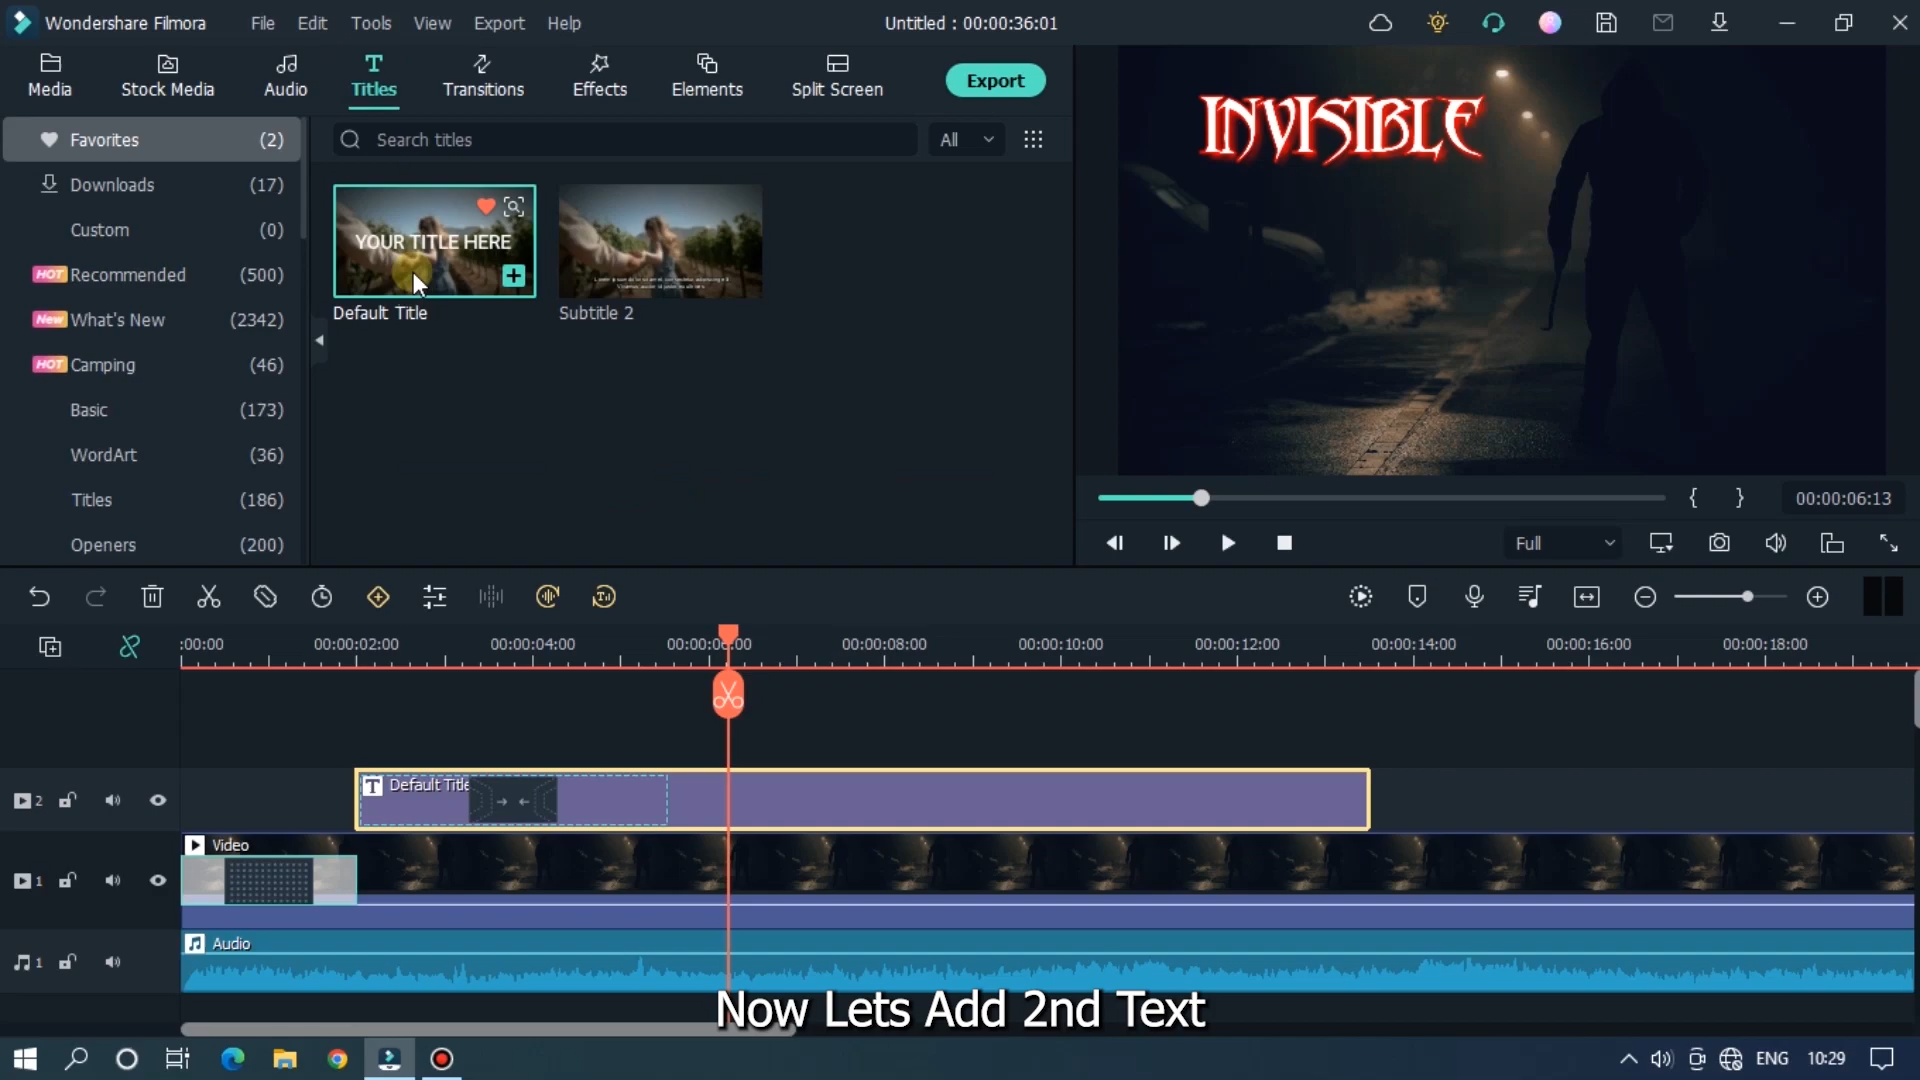 Wondershare Filmora
File
Edit
Tools
View
Export
Help
Untitled : 00:00:36:01
Media
Stock Media
Audio
Titles
Transitions
Effects
Elements
Split Screen
Export
Favorites (2)
Downloads (17)
Custom (0)
HOT Recommended (500)
New What's New (2342)
HOT Camping (46)
Basic (173)
WordArt (36)
Titles (186)
Openers (200)
Search titles
All
YOUR TITLE HERE
Default Title
Subtitle 2
INVISIBLE
00:00:06:13
Full
:00:00
00:00:02:00
00:00:04:00
00:00:08:00
00:00:10:00
00:00:12:00
00:00:14:00
00:00:16:00
00:00:18:00
2
Default Title
1
Video
1
Audio
Now Lets Add 2nd Text
ENG
10:29